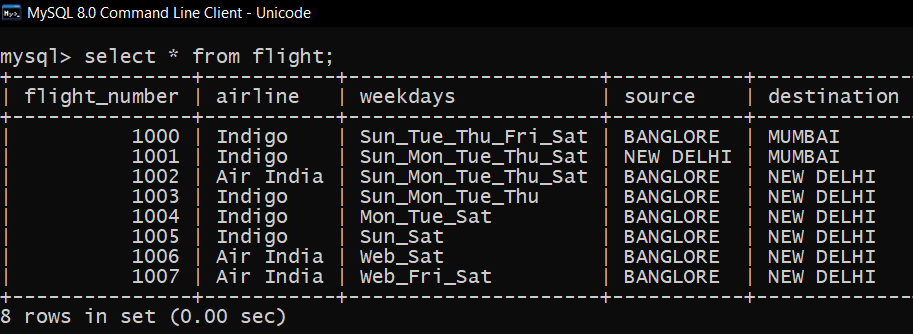 MySQL 8.0 Command Line Client - Unicode
mysql> select * from flight;
+---------------+-----------+---------------------+-----------+-------------
| flight_number | airline   | weekdays            | source    | destination
+---------------+-----------+---------------------+-----------+-------------
|          1000 | Indigo    | Sun_Tue_Thu_Fri_Sat | BANGLORE  | MUMBAI
|          1001 | Indigo    | Sun_Mon_Tue_Thu_Sat | NEW DELHI | MUMBAI
|          1002 | Air India | Sun_Mon_Tue_Thu_Sat | BANGLORE  | NEW DELHI
|          1003 | Indigo    | Sun_Mon_Tue_Thu     | BANGLORE  | NEW DELHI
|          1004 | Indigo    | Mon_Tue_Sat         | BANGLORE  | NEW DELHI
|          1005 | Indigo    | Sun_Sat             | BANGLORE  | NEW DELHI
|          1006 | Air India | Web_Sat             | BANGLORE  | NEW DELHI
|          1007 | Air India | Web_Fri_Sat         | BANGLORE  | NEW DELHI
+---------------+-----------+---------------------+-----------+-------------
8 rows in set (0.00 sec)